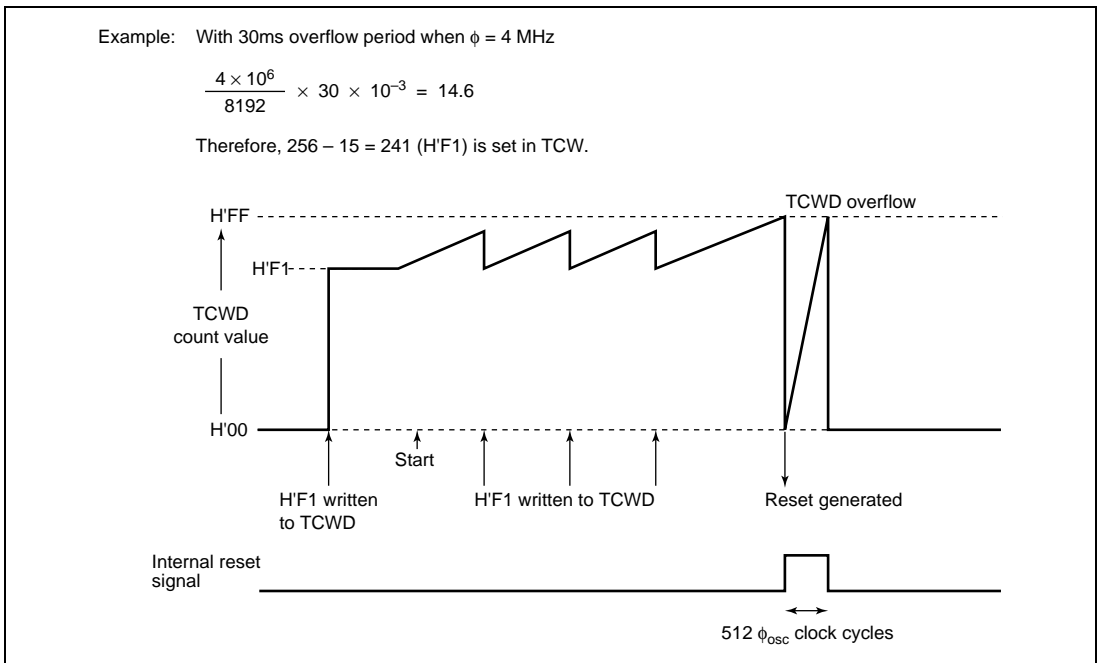 Example: With 30ms overflow period when ϕ = 4 MHz
4 × 10⁶
8192
× 30 × 10⁻³ = 14.6
Therefore, 256 – 15 = 241 (H'F1) is set in TCW.
TCWD overflow
H'FF
H'F1
TCWD
count value
H'00
Start
H'F1 written
to TCWD
H'F1 written to TCWD
Reset generated
Internal reset
signal
512 ϕosc clock cycles